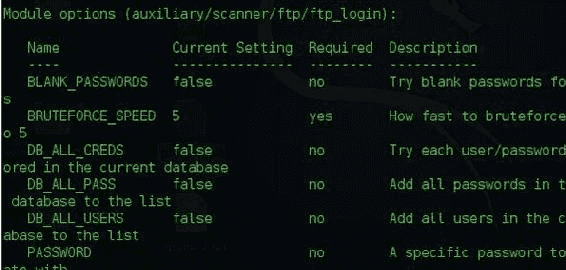 Module options (auxiliary/scanner/ftp/ftp_login):
Name Current Setting Required Description
---- --------------- -------- -----------
BLANK_PASSWORDS false no Try blank passwords fo
s
BRUTEFORCE_SPEED 5 yes How fast to bruteforce
o 5
DB_ALL_CREDS false no Try each user/password
ored in the current database
DB_ALL_PASS false no Add all passwords in t
database to the list
DB_ALL_USERS false no Add all users in the c
abase to the list
PASSWORD no A specific password to
ate with